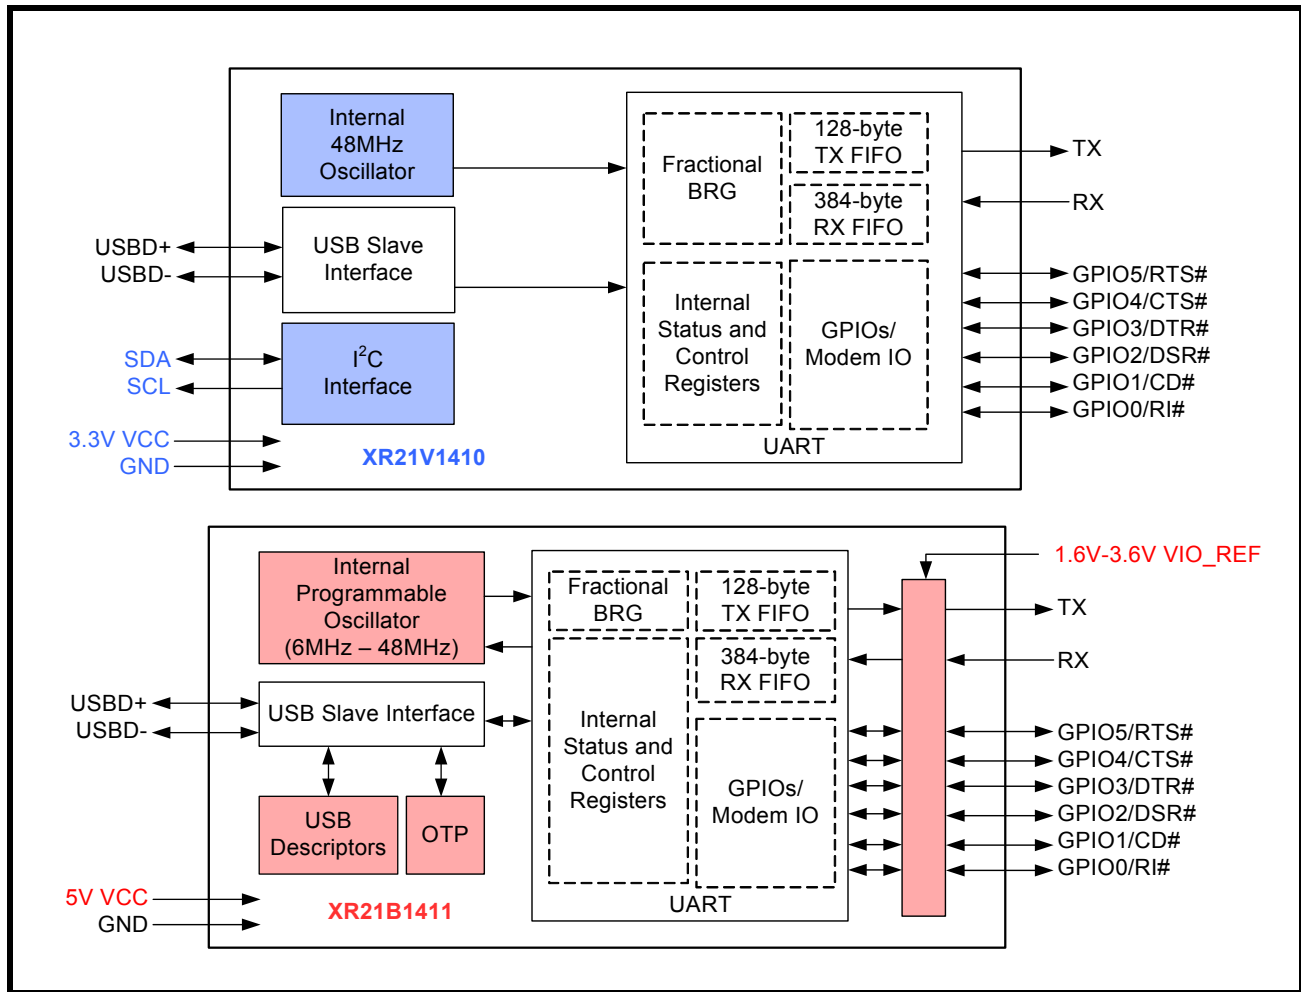 Internal
48MHz
Oscillator
USB Slave
Interface
I²C
Interface
USBD+
USBD-
SDA
SCL
3.3V VCC
GND
XR21V1410
Fractional
BRG
128-byte
TX FIFO
384-byte
RX FIFO
Internal
Status and
Control
Registers
GPIOs/
Modem IO
UART
TX
RX
GPIO5/RTS#
GPIO4/CTS#
GPIO3/DTR#
GPIO2/DSR#
GPIO1/CD#
GPIO0/RI#
Internal
Programmable
Oscillator
(6MHz – 48MHz)
USB Slave Interface
USB
Descriptors
OTP
USBD+
USBD-
5V VCC
GND
XR21B1411
Fractional
BRG
128-byte
TX FIFO
384-byte
RX FIFO
Internal
Status and
Control
Registers
GPIOs/
Modem IO
UART
1.6V-3.6V VIO_REF
TX
RX
GPIO5/RTS#
GPIO4/CTS#
GPIO3/DTR#
GPIO2/DSR#
GPIO1/CD#
GPIO0/RI#